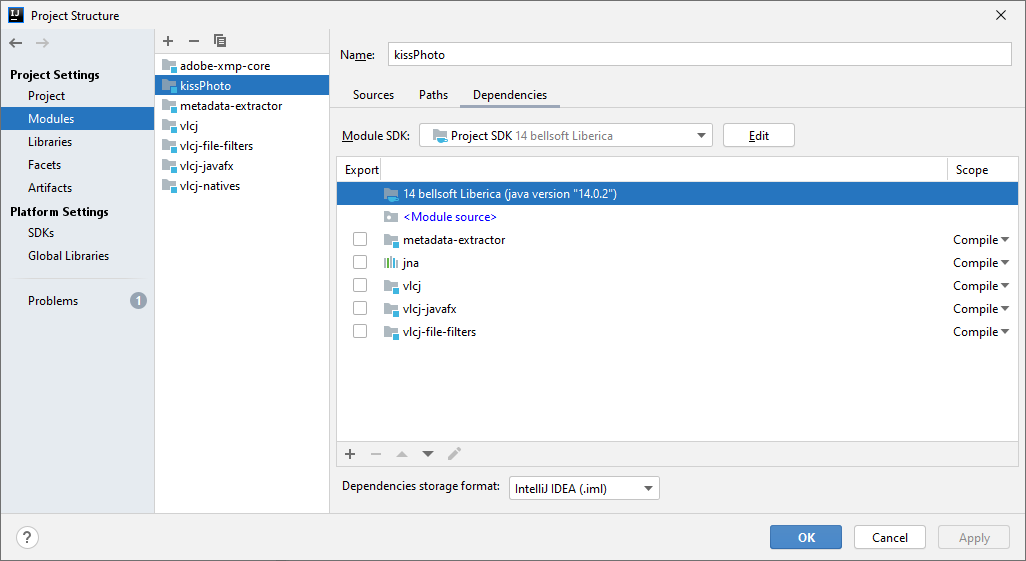 IJ Project Structure
Project Settings
Project
Modules
Libraries
Facets
Artifacts
Platform Settings
SDKs
Global Libraries
Problems 1
adobe-xmp-core
kissPhoto
metadata-extractor
vlcj
vlcj-file-filters
vlcj-javafx
vlcj-natives
Name: kissPhoto
Sources Paths Dependencies
Module SDK: Project SDK 14 bellsoft Liberica Edit
Export Scope
14 bellsoft Liberica (java version "14.0.2")
<Module source>
metadata-extractor Compile
jna Compile
vlcj Compile
vlcj-javafx Compile
vlcj-file-filters Compile
Dependencies storage format: IntelliJ IDEA (.iml)
? OK Cancel Apply